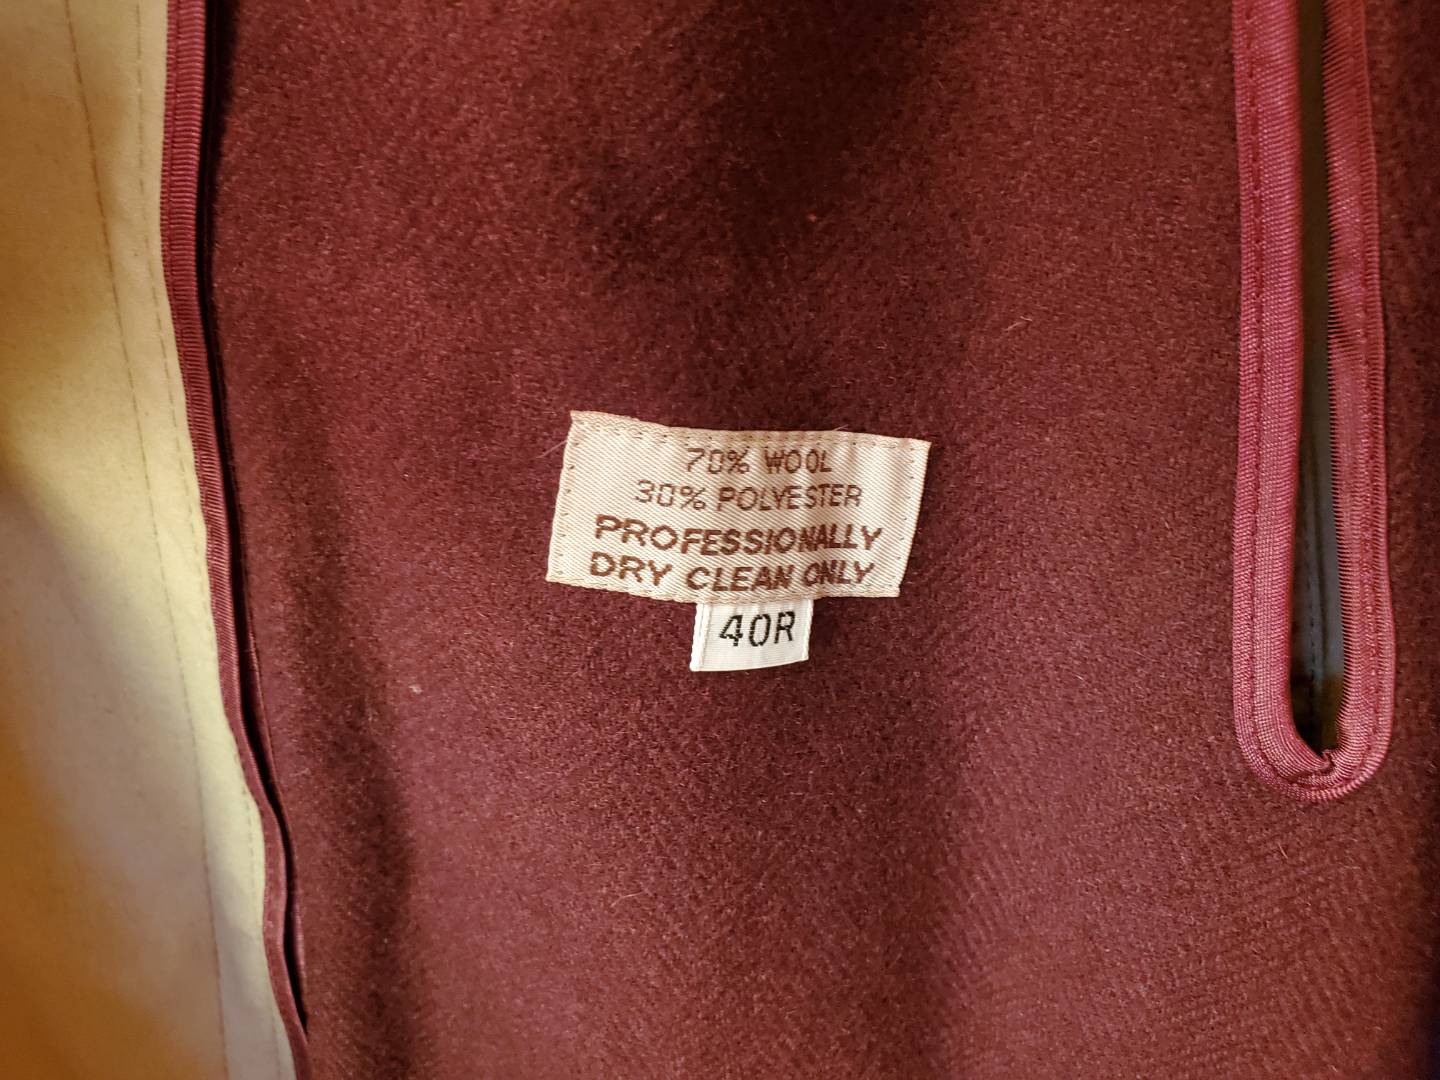 70% WOOL
30% POLYESTER
PROFESSIONALLY
DRY CLEAN ONLY
40R